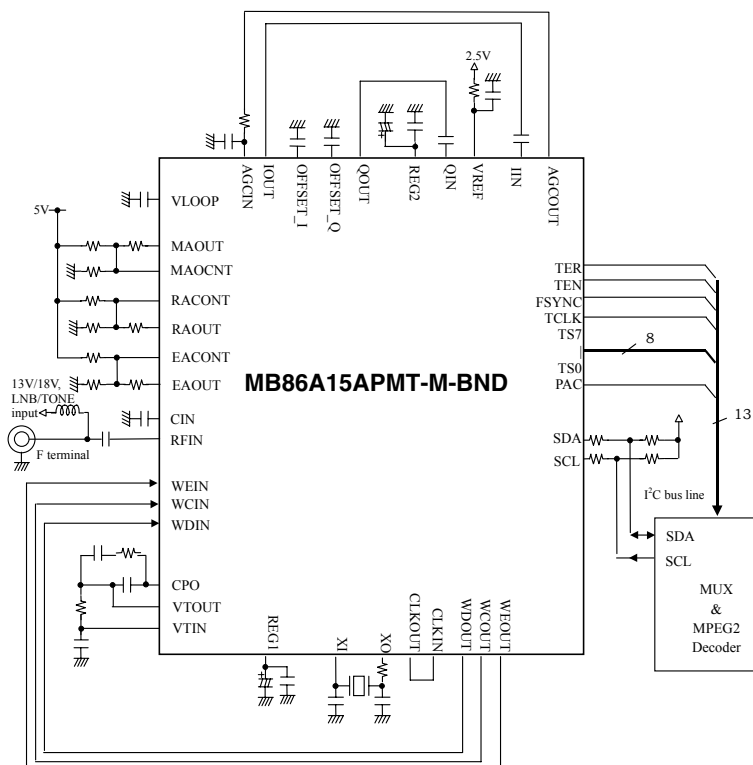 2.5V
AGCIN
IOUT
OFFSET_I
OFFSET_Q
QOUT
REG2
QIN
VREF
IIN
AGCOUT
5V
VLOOP
MAOUT
MAOCNT
RACONT
RAOUT
EACONT
EAOUT
13V/18V,
LNB/TONE
input
F terminal
CIN
RFIN
WEIN
WCIN
WDIN
CPO
VTOUT
VTIN
MB86A15APMT-M-BND
TER
TEN
FSYNC
TCLK
TS7
|
TS0
PAC
8
13
SDA
SCL
I²C bus line
SDA
SCL
MUX
&
MPEG2
Decoder
REG1
XI
XO
CLKOUT
CLKIN
WDOUT
WCOUT
WEOUT
+
+